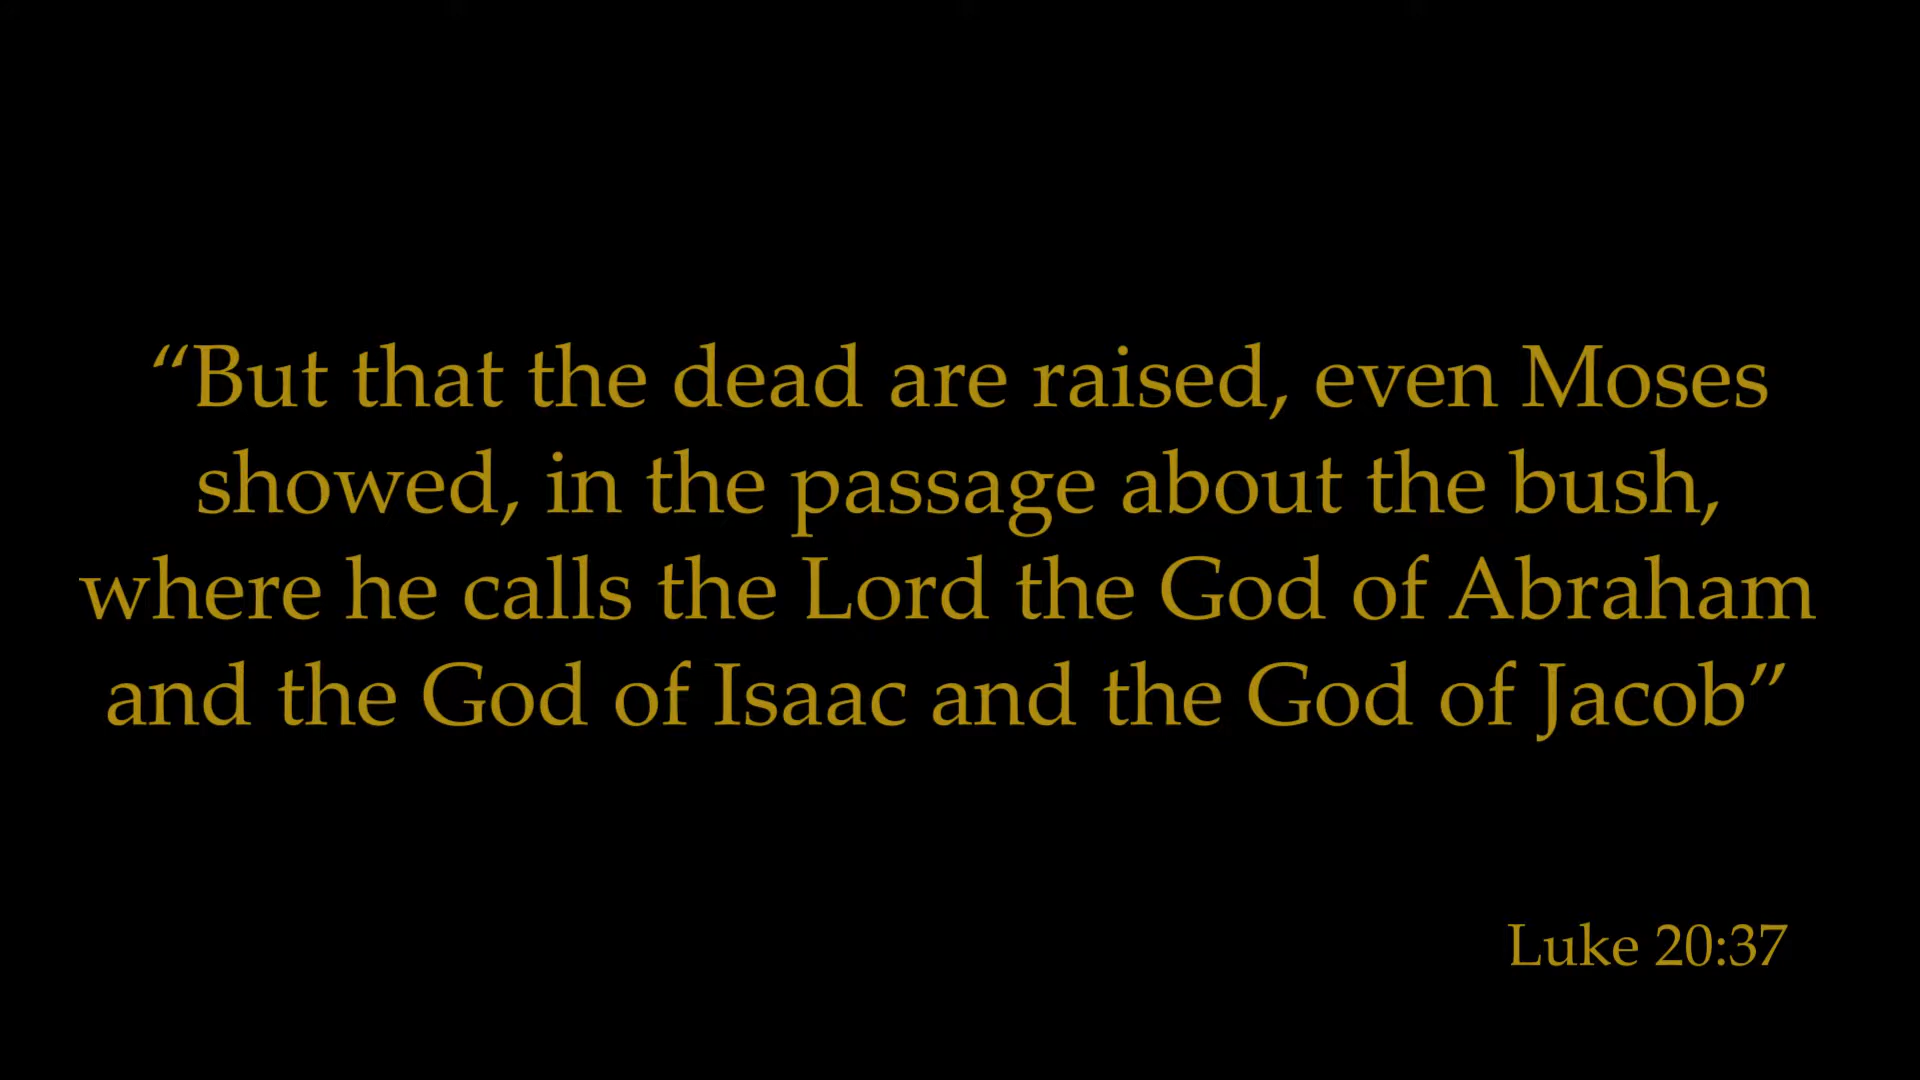 “But that the dead are raised, even Moses
showed, in the passage about the bush,
where he calls the Lord the God of Abraham
and the God of Isaac and the God of Jacob”
Luke 20:37